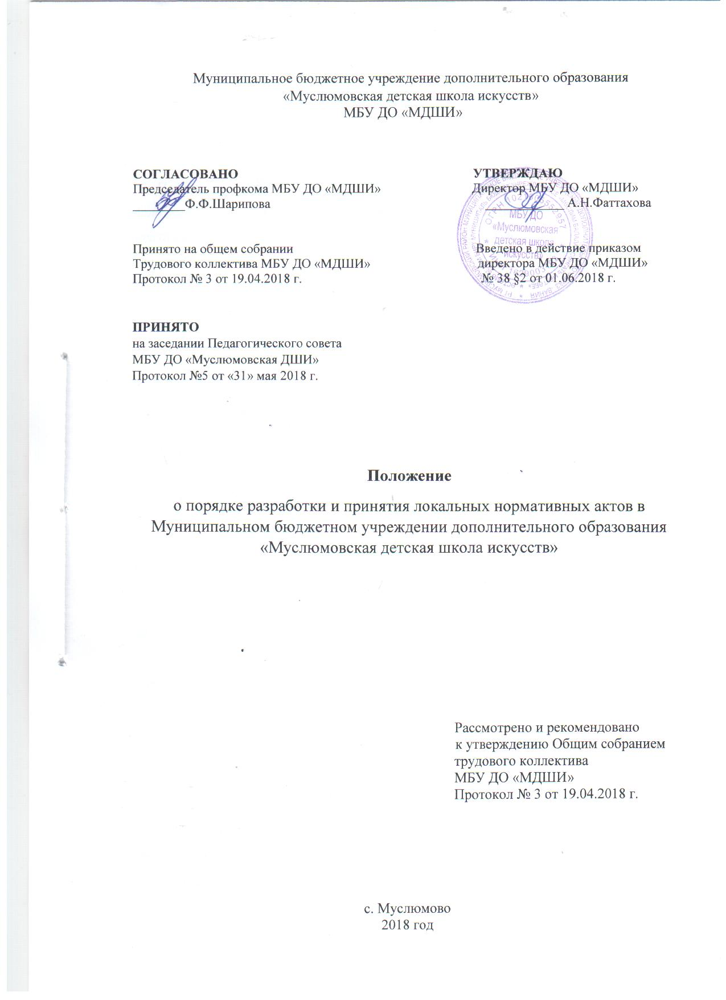 Муниципальное бюджетное учреждение дополнительного образования
«Муслюмовская детская школа искусств»
МБУ ДО «МДШИ»
СОГЛАСОВАНО
Председатель профкома МБУ ДО «МДШИ»
________Ф.Ф.Шарипова
Принято на общем собрании
Трудового коллектива МБУ ДО «МДШИ»
Протокол № 3 от 19.04.2018 г.
УТВЕРЖДАЮ
Директор МБУ ДО «МДШИ»
____________ А.Н.Фаттахова
МБУ ДО
«Муслюмовская
детская школа
искусств»
Введено в действие приказом
директора МБУ ДО «МДШИ»
№ 38 §2 от 01.06.2018 г.
ПРИНЯТО
на заседании Педагогического совета
МБУ ДО «Муслюмовская ДШИ»
Протокол №5 от «31» мая 2018 г.
Положение
о порядке разработки и принятия локальных нормативных актов в
Муниципальном бюджетном учреждении дополнительного образования
«Муслюмовская детская школа искусств»
Рассмотрено и рекомендовано
к утверждению Общим собранием
трудового коллектива
МБУ ДО «МДШИ»
Протокол № 3 от 19.04.2018 г.
с. Муслюмово
2018 год